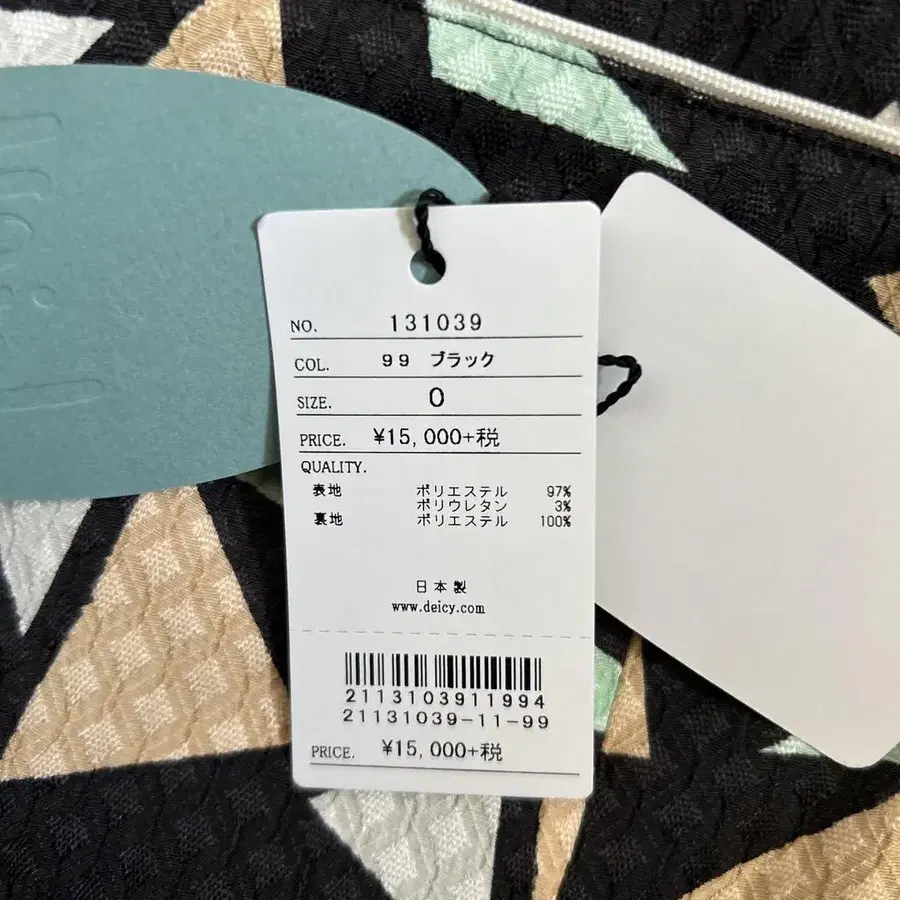 NO. 131039
COL. 99 ブラック
SIZE. 0
PRICE. ¥15,000+税
QUALITY.
表地 ポリエステル 97%
ポリウレタン 3%
裏地 ポリエステル 100%
日本製
www.deicy.com
2113103911994
21131039-11-99
PRICE. ¥15,000+税